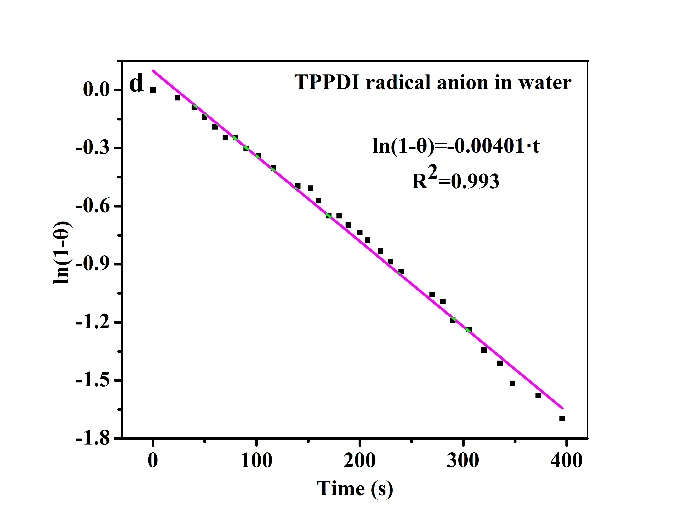 d
TPPDI radical anion in water
ln(1-θ)=-0.00401·t
R²=0.993
ln(1-θ)
0.0
-0.3
-0.6
-0.9
-1.2
-1.5
-1.8
0 100 200 300 400
Time (s)